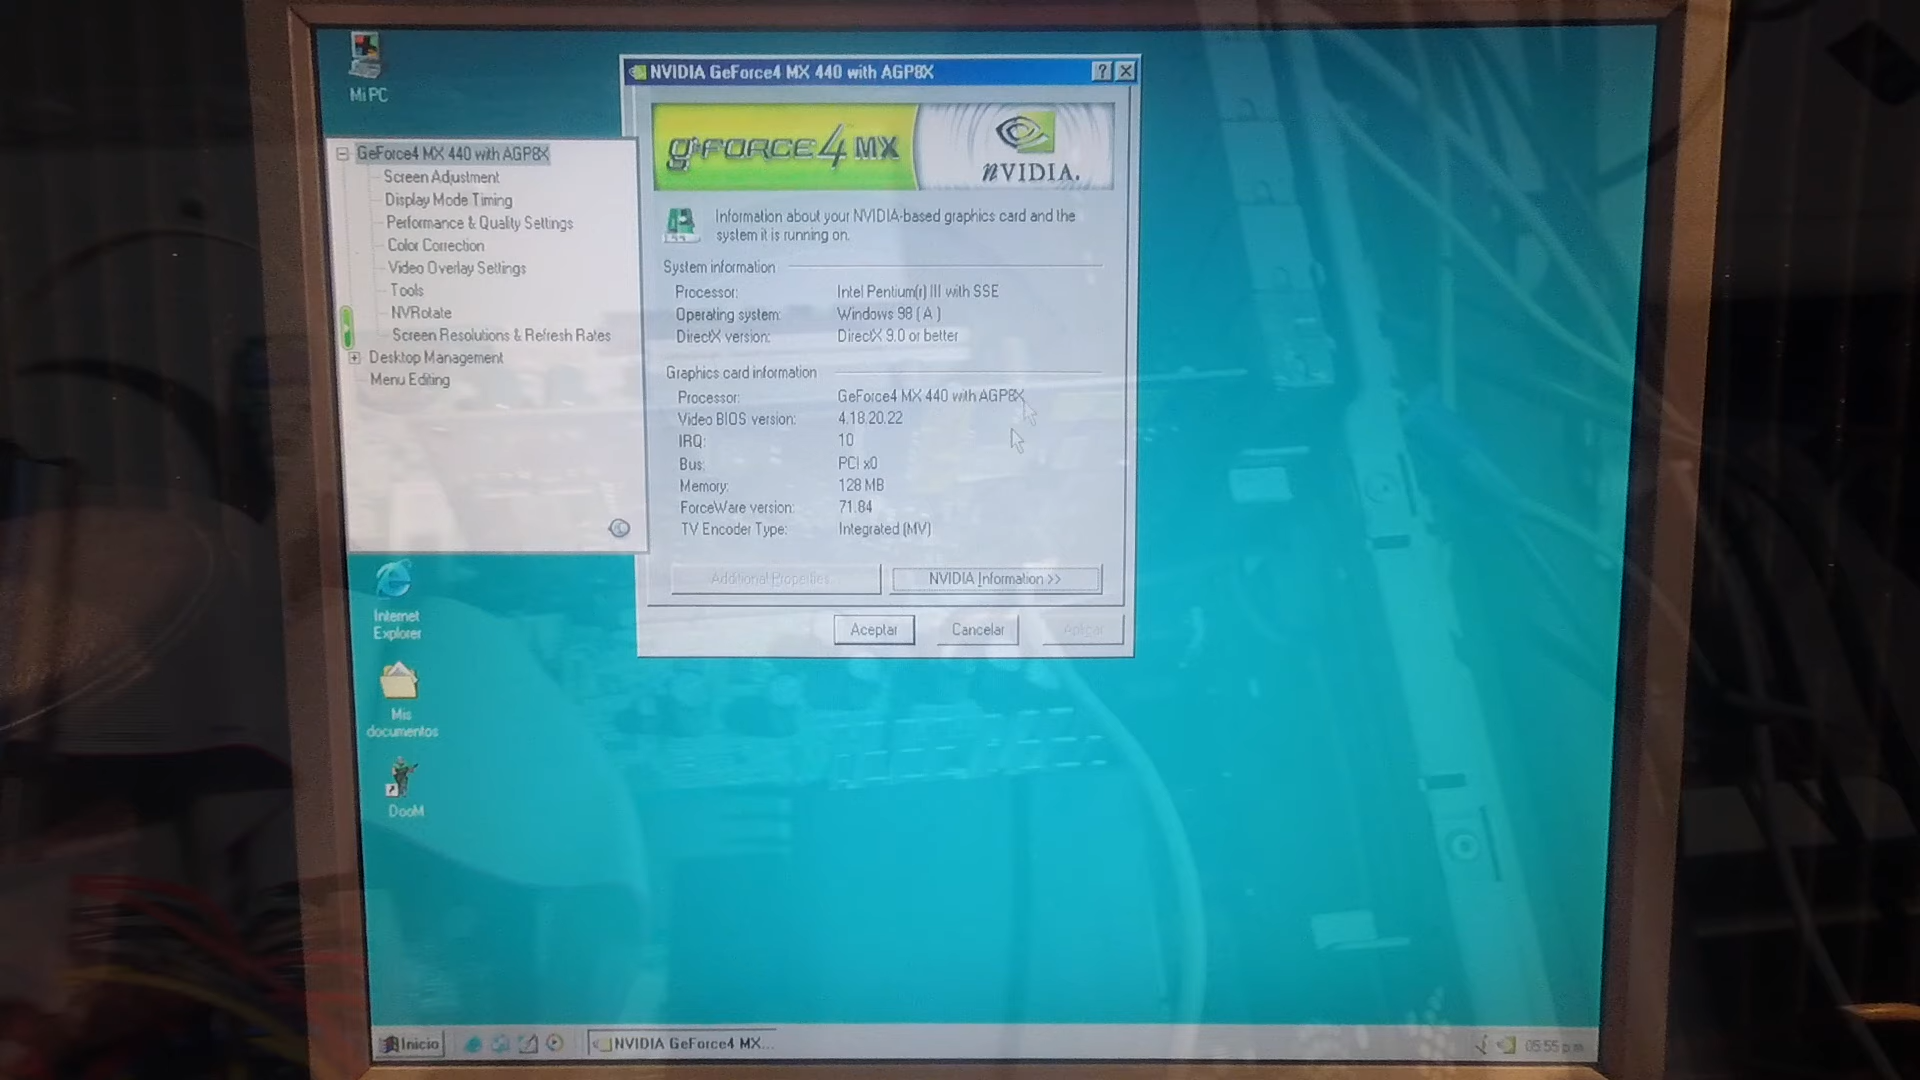 Mi PC
NVIDIA GeForce4 MX 440 with AGP8X
GeForce4 MX
nVIDIA.
GeForce4 MX 440 with AGP8X
Screen Adjustment
Display Mode Timing
Performance & Quality Settings
Color Correction
Video Overlay Settings
Tools
NVRotate
Screen Resolutions & Refresh Rates
Desktop Management
Menu Editing
Information about your NVIDIA-based graphics card and the
system it is running on.
System information
Processor: Intel Pentium(r) III with SSE
Operating system: Windows 98 ( A )
DirectX version: DirectX 9.0 or better
Graphics card information
Processor: GeForce4 MX 440 with AGP8X
Video BIOS version: 4.18.20.22
IRQ: 10
Bus: PCI x0
Memory: 128 MB
ForceWare version: 71.84
TV Encoder Type: Integrated (MV)
Additional Properties
NVIDIA Information >>
Aceptar Cancelar Aplicar
Internet
Explorer
Mis
documentos
DooM
Inicio
NVIDIA GeForce4 MX...
05:55 p.m.